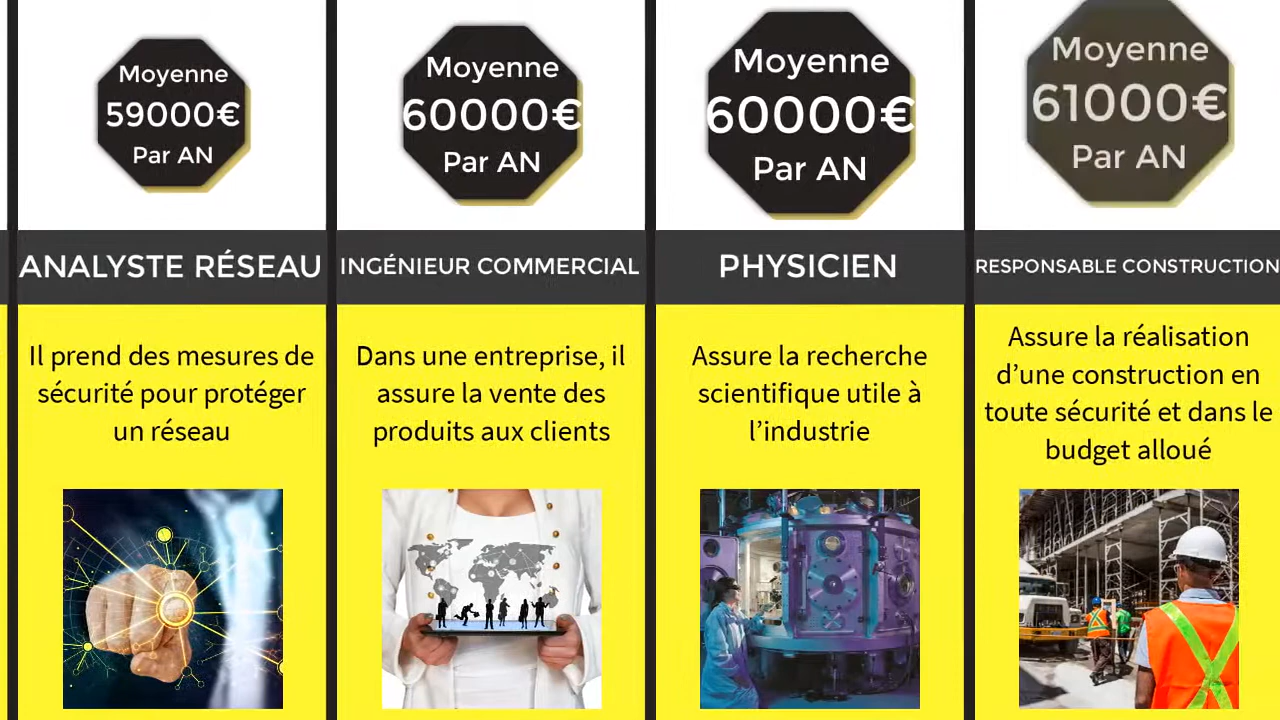 Moyenne
59000€
Par AN
ANALYSTE RÉSEAU
Il prend des mesures de
sécurité pour protéger
un réseau
Moyenne
60000€
Par AN
INGÉNIEUR COMMERCIAL
Dans une entreprise, il
assure la vente des
produits aux clients
Moyenne
60000€
Par AN
PHYSICIEN
Assure la recherche
scientifique utile à
l’industrie
Moyenne
61000€
Par AN
RESPONSABLE CONSTRUCTION
Assure la réalisation
d’une construction en
toute sécurité et dans le
budget alloué